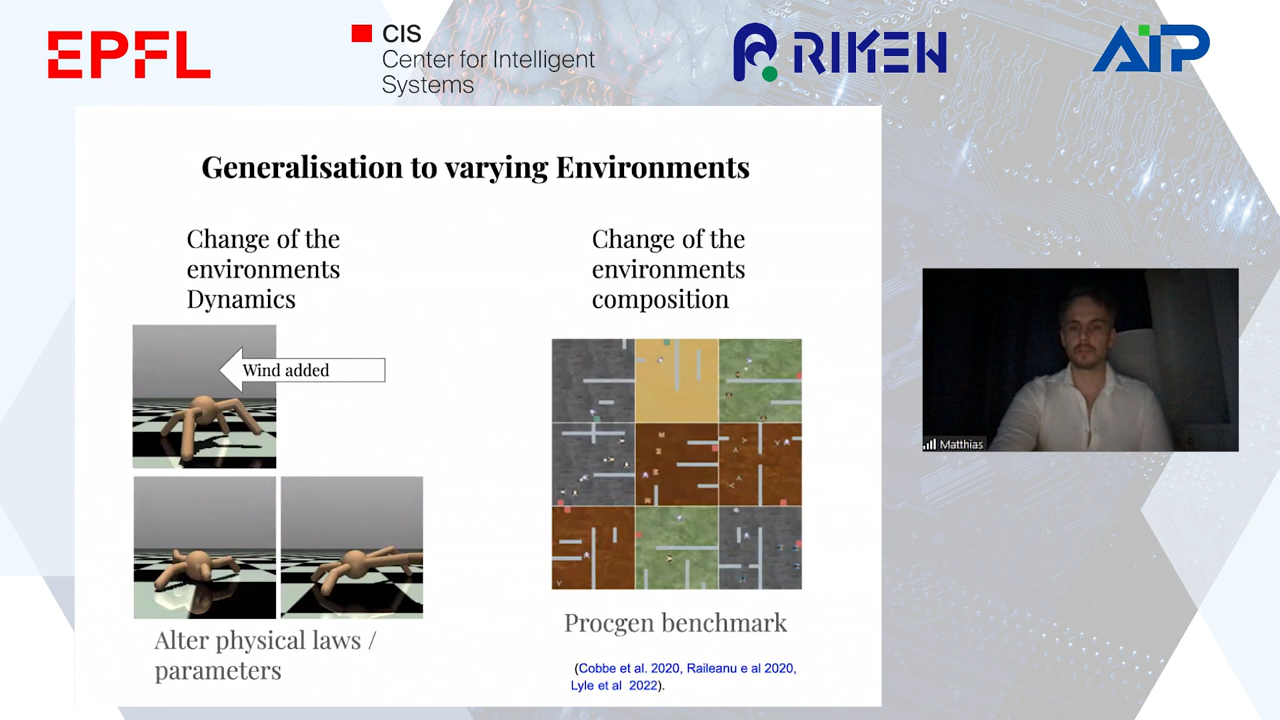 EPFL
CIS
Center for Intelligent
Systems
RIKEN
AIP
Generalisation to varying Environments
Change of the
environments
Dynamics
Wind added
Alter physical laws /
parameters
Change of the
environments
composition
Procgen benchmark
(Cobbe et al. 2020, Raileanu e al 2020,
Lyle et al  2022).
Matthias